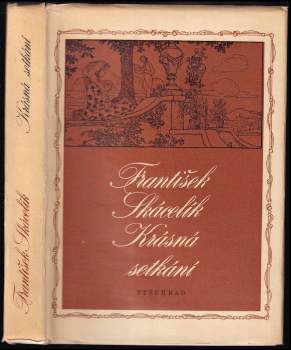 František Skácelík
Krásná setkání
František
Skácelík
Krásná
setkání
VYŠEHRAD